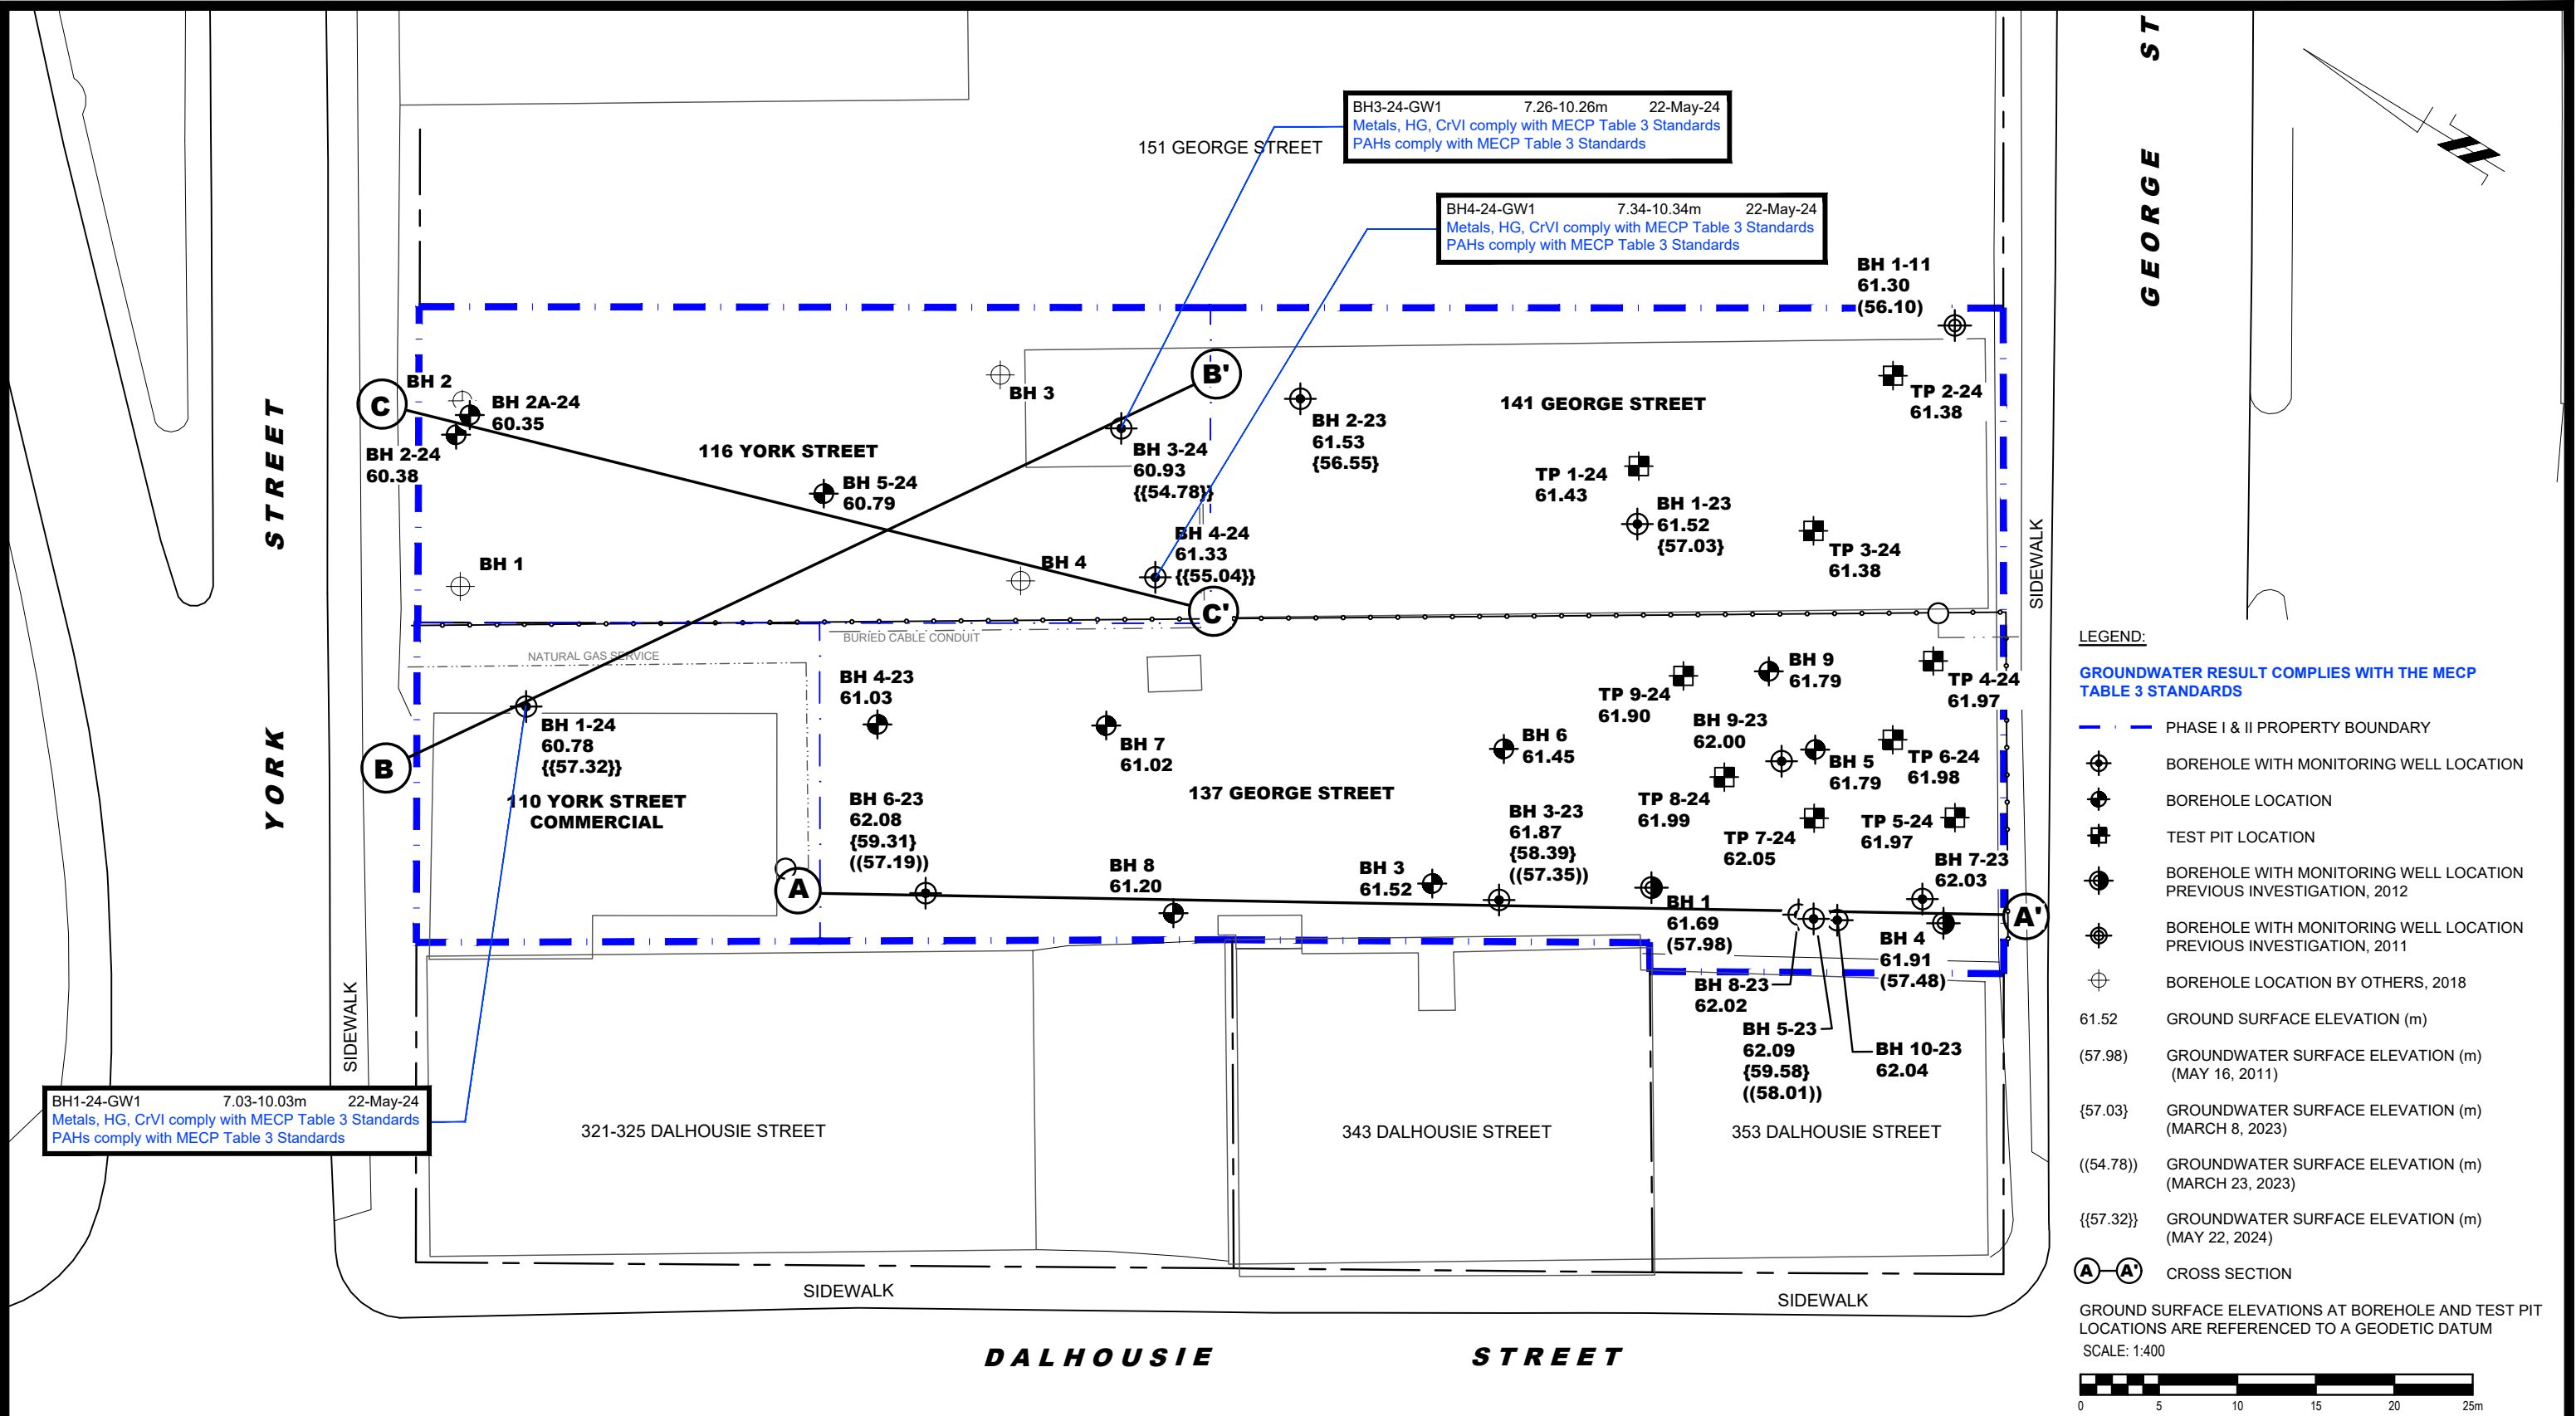 BH3-24-GW1 7.26-10.26m 22-May-24
Metals, HG, CrVI comply with MECP Table 3 Standards
PAHs comply with MECP Table 3 Standards
151 GEORGE STREET
BH4-24-GW1 7.34-10.34m 22-May-24
Metals, HG, CrVI comply with MECP Table 3 Standards
PAHs comply with MECP Table 3 Standards
GEORGE ST
YORK STREET
BH 1-11
61.30
(56.10)
BH 2
BH 2A-24
60.35
BH 2-24
60.38
116 YORK STREET
BH 5-24
60.79
BH 3
BH 3-24
60.93
{{54.78}}
BH 2-23
61.53
{56.55}
141 GEORGE STREET
TP 2-24
61.38
TP 1-24
61.43
BH 1-23
61.52
{57.03}
TP 3-24
61.38
SIDEWALK
BH 1
BH 4
BH 4-24
61.33
{{55.04}}
C
C'
B
B'
BURIED CABLE CONDUIT
NATURAL GAS SERVICE
BH 1-24
60.78
{{57.32}}
110 YORK STREET
COMMERCIAL
BH 4-23
61.03
BH 7
61.02
BH 6
61.45
TP 9-24
61.90
BH 9
61.79
TP 4-24
61.97
BH 9-23
62.00
BH 5
61.79
TP 6-24
61.98
137 GEORGE STREET
BH 6-23
62.08
{59.31}
((57.19))
BH 3-23
61.87
{58.39}
((57.35))
TP 8-24
61.99
TP 7-24
62.05
TP 5-24
61.97
BH 7-23
62.03
BH 8
61.20
BH 3
61.52
A
A'
BH 1
61.69
(57.98)
BH 4
61.91
(57.48)
BH 8-23
62.02
BH 5-23
62.09
{59.58}
((58.01))
BH 10-23
62.04
SIDEWALK
BH1-24-GW1 7.03-10.03m 22-May-24
Metals, HG, CrVI comply with MECP Table 3 Standards
PAHs comply with MECP Table 3 Standards
321-325 DALHOUSIE STREET
343 DALHOUSIE STREET
353 DALHOUSIE STREET
SIDEWALK
SIDEWALK
DALHOUSIE STREET
LEGEND:
GROUNDWATER RESULT COMPLIES WITH THE MECP
TABLE 3 STANDARDS
PHASE I & II PROPERTY BOUNDARY
BOREHOLE WITH MONITORING WELL LOCATION
BOREHOLE LOCATION
TEST PIT LOCATION
BOREHOLE WITH MONITORING WELL LOCATION
PREVIOUS INVESTIGATION, 2012
BOREHOLE WITH MONITORING WELL LOCATION
PREVIOUS INVESTIGATION, 2011
BOREHOLE LOCATION BY OTHERS, 2018
61.52 GROUND SURFACE ELEVATION (m)
(57.98) GROUNDWATER SURFACE ELEVATION (m)
(MAY 16, 2011)
{57.03} GROUNDWATER SURFACE ELEVATION (m)
(MARCH 8, 2023)
((54.78)) GROUNDWATER SURFACE ELEVATION (m)
(MARCH 23, 2023)
{{57.32}} GROUNDWATER SURFACE ELEVATION (m)
(MAY 22, 2024)
A A' CROSS SECTION
GROUND SURFACE ELEVATIONS AT BOREHOLE AND TEST PIT
LOCATIONS ARE REFERENCED TO A GEODETIC DATUM
SCALE: 1:400
0 5 10 15 20 25m